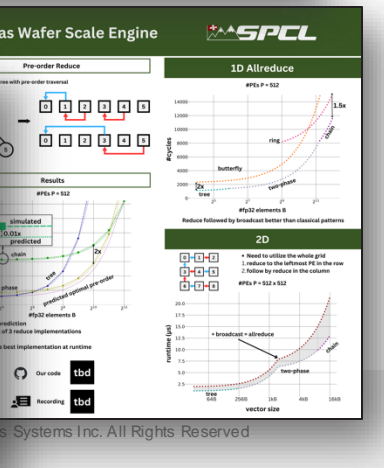 as Wafer Scale Engine
SPCL
Pre-order Reduce
ores with pre-order traversal
0 1 2 3 4 5
0 1 2 3 4 5
5
Results
#PEs P = 512
simulated
0.01x
predicted
chain
2x
tree
phase
predicted optimal pre-order
2⁵ 2⁸ 2¹⁰ 2¹²
#fp32 elements B
prediction
of 3 reduce implementations
best implementation at runtime
Our code
tbd
Recording
tbd
1D Allreduce
#PEs P = 512
14000
12000
10000
8000
6000
4000
2000
0
#cycles
1.5x
ring
chain
butterfly
2x
tree
two-phase
#fp32 elements B
Reduce followed by broadcast better than classical patterns
2D
0 1 2
3 4 5
6 7 8
• Need to utilize the whole grid
1. reduce to the leftmost PE in the row
2. follow by reduce in the column
#PEs P = 512 x 512
20.0
17.5
15.0
12.5
10.0
7.5
5.0
2.5
runtime (μs)
+ broadcast = allreduce
chain
two-phase
tree
64B 256B 1kB 4kB 16kB
vector size
s Systems Inc. All Rights Reserved